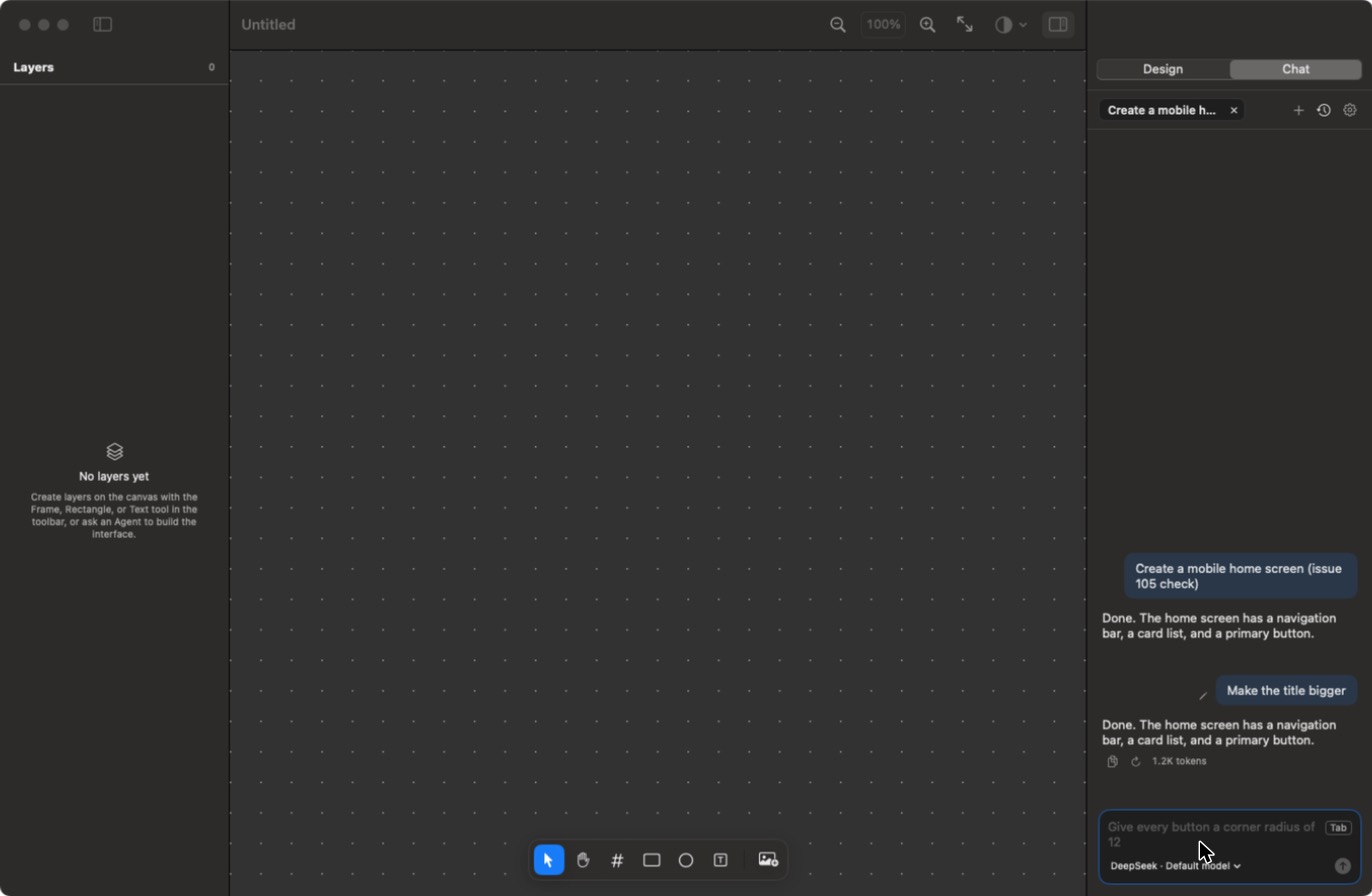 Untitled
100%
Layers
0
Design
Chat
Create a mobile h...
No layers yet
Create layers on the canvas with the
Frame, Rectangle, or Text tool in the
toolbar, or ask an Agent to build the
interface.
Create a mobile home screen (issue
105 check)
Done. The home screen has a navigation
bar, a card list, and a primary button.
Make the title bigger
Done. The home screen has a navigation
bar, a card list, and a primary button.
1.2K tokens
Give every button a corner radius of
12
Tab
DeepSeek - Default model